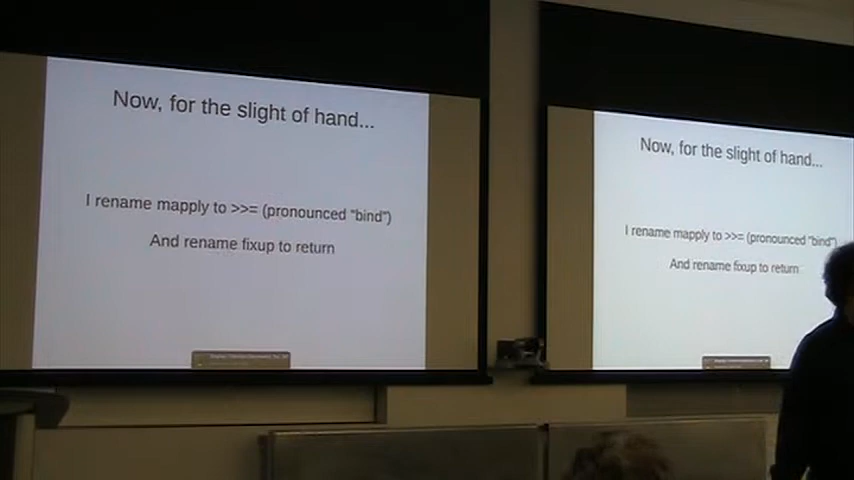 Now, for the slight of hand...
I rename mapply to >>= (pronounced "bind")
And rename fixup to return
Now, for the slight of hand...
I rename mapply to >>= (pronounced "bind")
And rename fixup to return